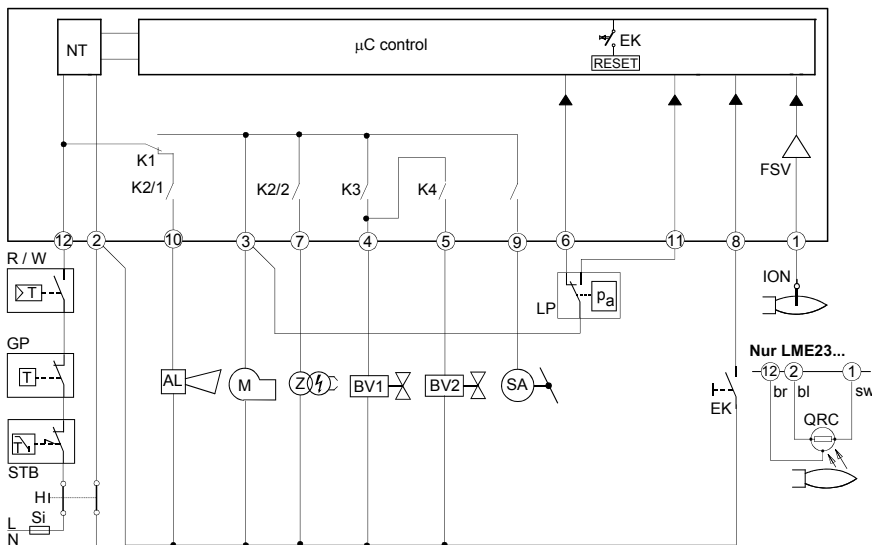 NT
µC control
EK
RESET
FSV
K1
K2/1
K2/2
K3
K4
12
2
10
3
7
4
5
9
6
11
8
1
R / W
>T
LP
pa
ION
GP
T
AL
M
Z
BV1
BV2
SA
EK
Nur LME23...
12
2
1
br
bl
sw
QRC
T
STB
H
Si
L
N